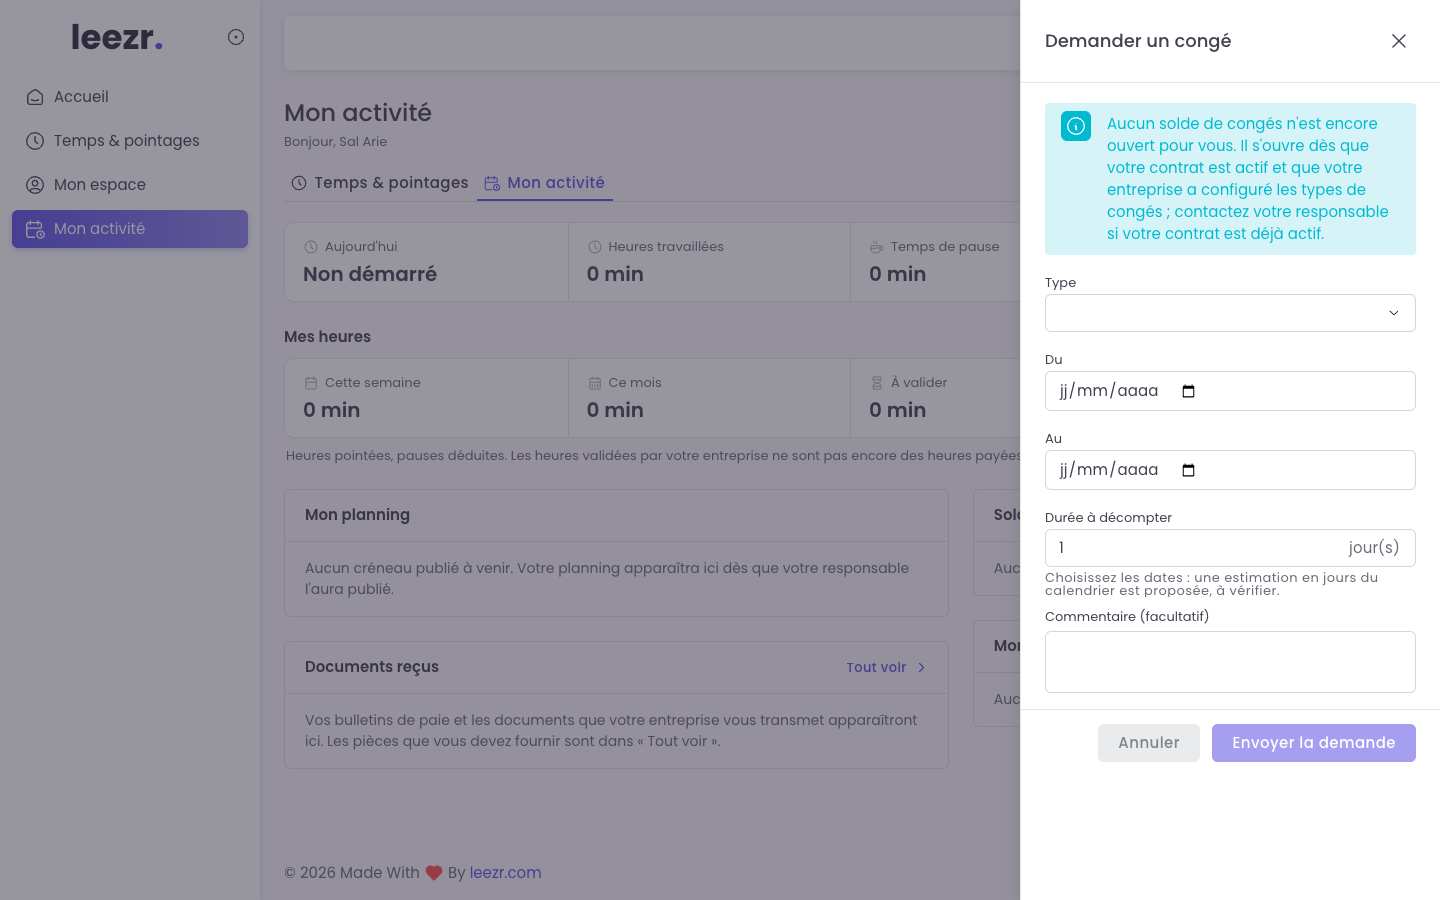 leezr.
Accueil
Temps & pointages
Mon espace
Mon activité
Mon activité
Bonjour, Sal Arie
Temps & pointages
Mon activité
Aujourd'hui
Non démarré
Heures travaillées
0 min
Temps de pause
0 min
Mes heures
Cette semaine
0 min
Ce mois
0 min
À valider
0 min
Heures pointées, pauses déduites. Les heures validées par votre entreprise ne sont pas encore des heures payées
Mon planning
Aucun créneau publié à venir. Votre planning apparaîtra ici dès que votre responsable
l'aura publié.
Documents reçus
Tout voir
Vos bulletins de paie et les documents que votre entreprise vous transmet apparaîtront
ici. Les pièces que vous devez fournir sont dans « Tout voir ».
© 2026 Made With
By leezr.com
Demander un congé
Aucun solde de congés n'est encore
ouvert pour vous. Il s'ouvre dès que
votre contrat est actif et que votre
entreprise a configuré les types de
congés ; contactez votre responsable
si votre contrat est déjà actif.
Type
Du
jj/mm/aaaa
Au
jj/mm/aaaa
Durée à décompter
1 jour(s)
Choisissez les dates : une estimation en jours du
calendrier est proposée, à vérifier.
Commentaire (facultatif)
Annuler
Envoyer la demande